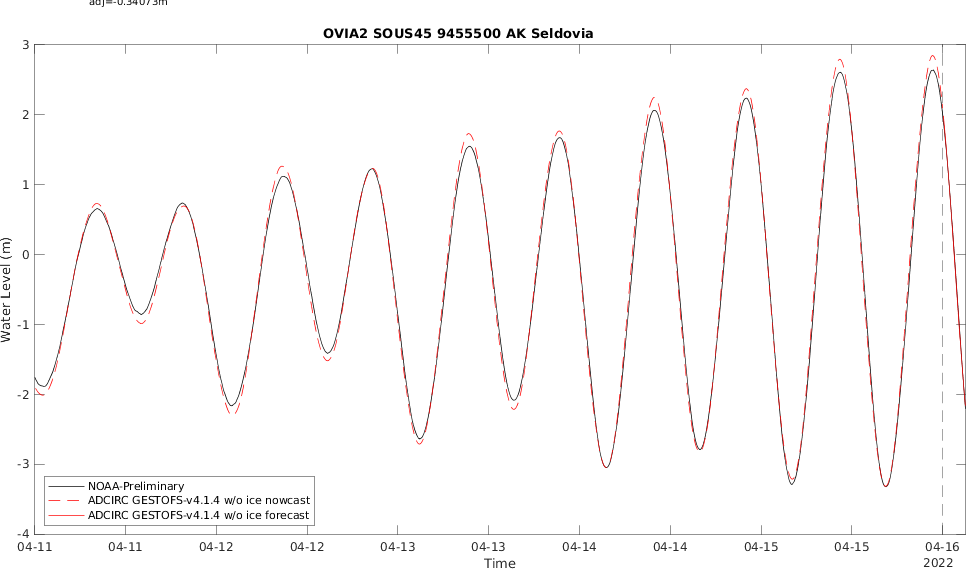 adj=-0.34073m
OVIA2 SOUS45 9455500 AK Seldovia
3
2
1
0
-1
-2
-3
-4
Water Level (m)
NOAA-Preliminary
ADCIRC GESTOFS-v4.1.4 w/o ice nowcast
ADCIRC GESTOFS-v4.1.4 w/o ice forecast
04-11 04-11 04-12 04-12 04-13 04-13 04-14 04-14 04-15 04-15 04-16
Time
2022